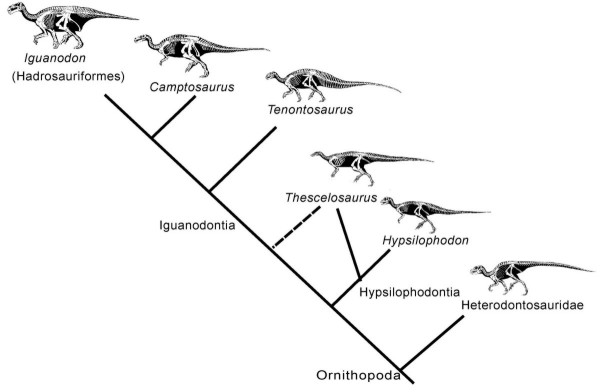 Iguanodon
(Hadrosauriformes)
Camptosaurus
Tenontosaurus
Thescelosaurus
Iguanodontia
Hypsilophodon
Hypsilophodontia
Heterodontosauridae
Ornithopoda